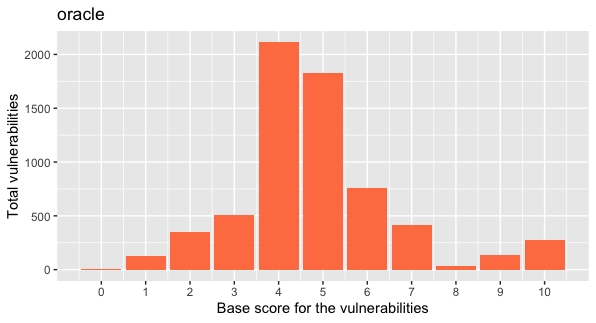 oracle
Total vulnerabilities
2000
1500
1000
500
0
0 1 2 3 4 5 6 7 8 9 10
Base score for the vulnerabilities